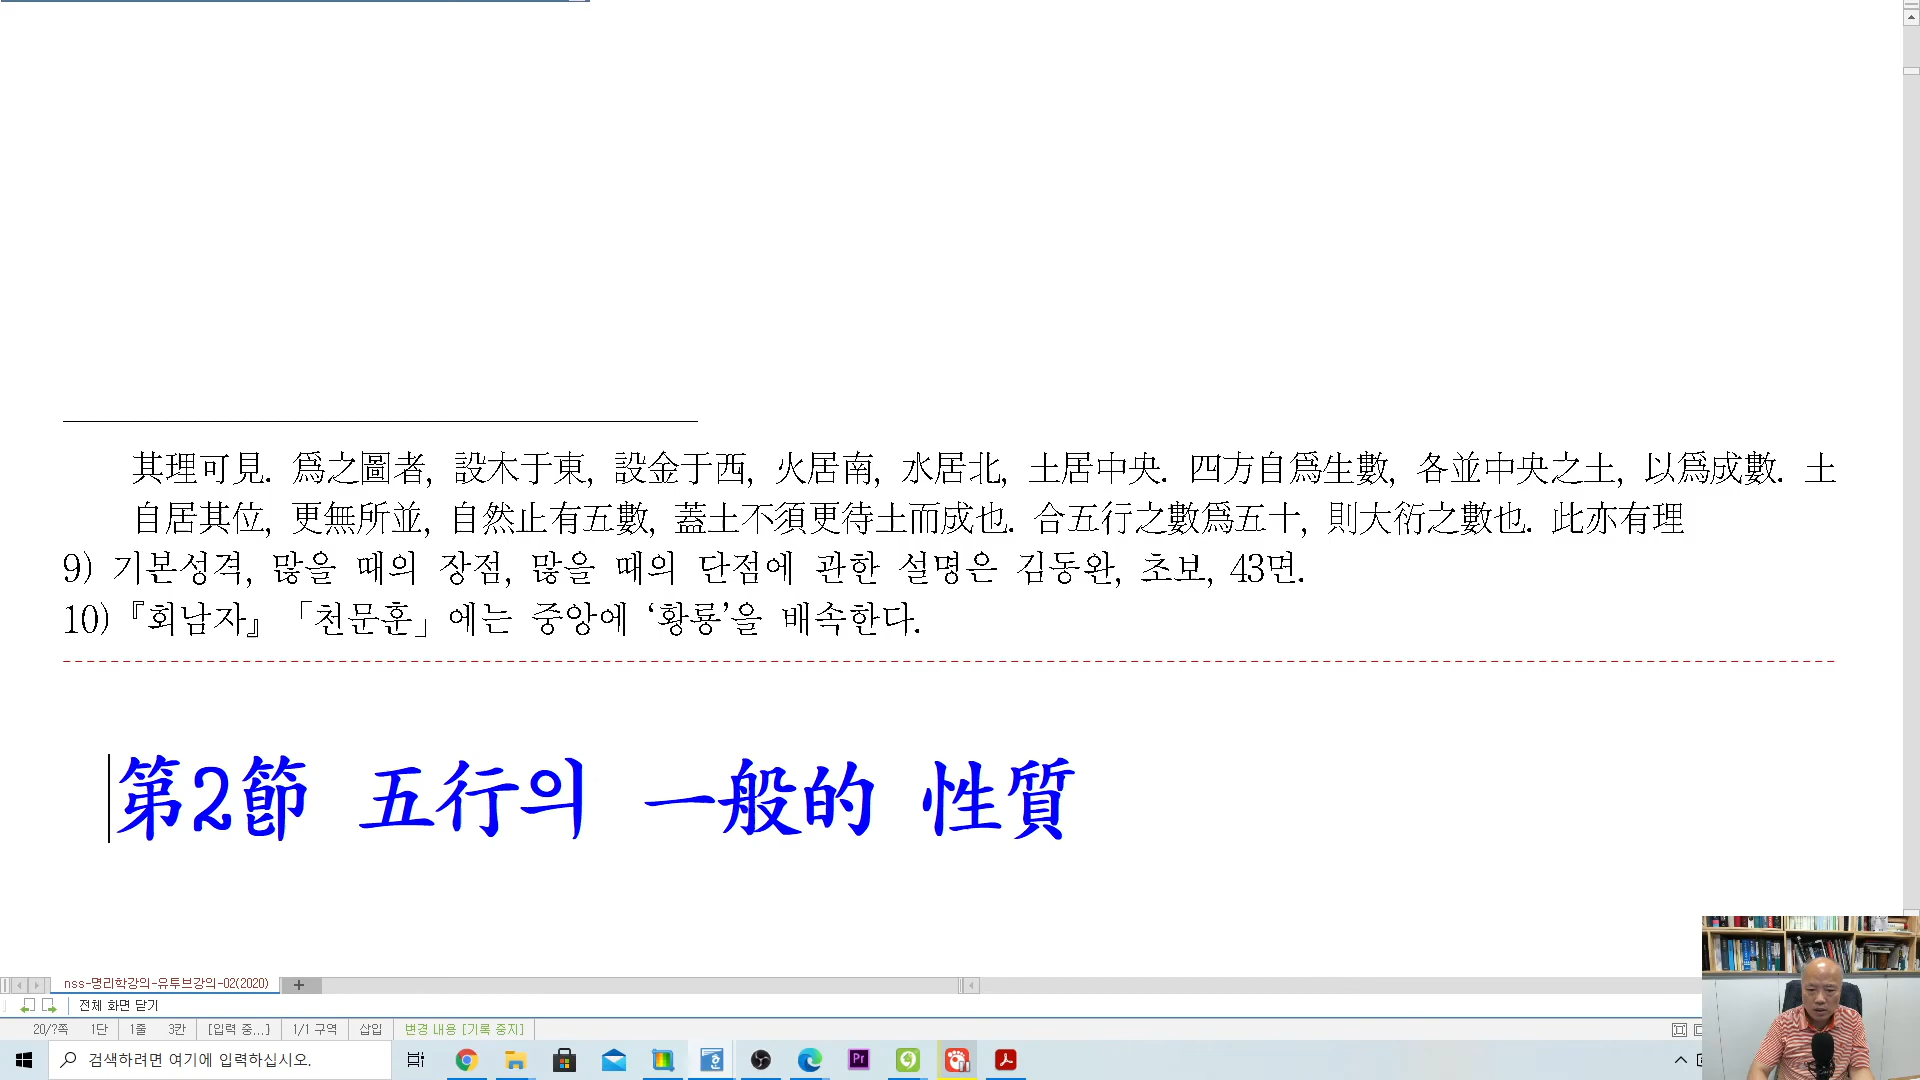 其理可見. 爲之圖者, 設木于東, 設金于西, 火居南, 水居北, 土居中央. 四方自爲生數, 各並中央之土, 以爲成數. 土
自居其位, 更無所並, 自然止有五數, 蓋土不須更待土而成也. 合五行之數爲五十, 則大衍之數也. 此亦有理
9) 기본성격, 많을 때의 장점, 많을 때의 단점에 관한 설명은 김동완, 초보, 43면.
10)『회남자』「천문훈」에는 중앙에 ‘황룡’을 배속한다.
第2節 五行의 一般的 性質
nss-명리학강의-유투브강의-02(2020)
전체 화면 닫기
20/?쪽 1단 1줄 3칸 [입력 중...] 1/1 구역 삽입 변경 내용 [기록 중지]
검색하려면 여기에 입력하십시오.
Pr